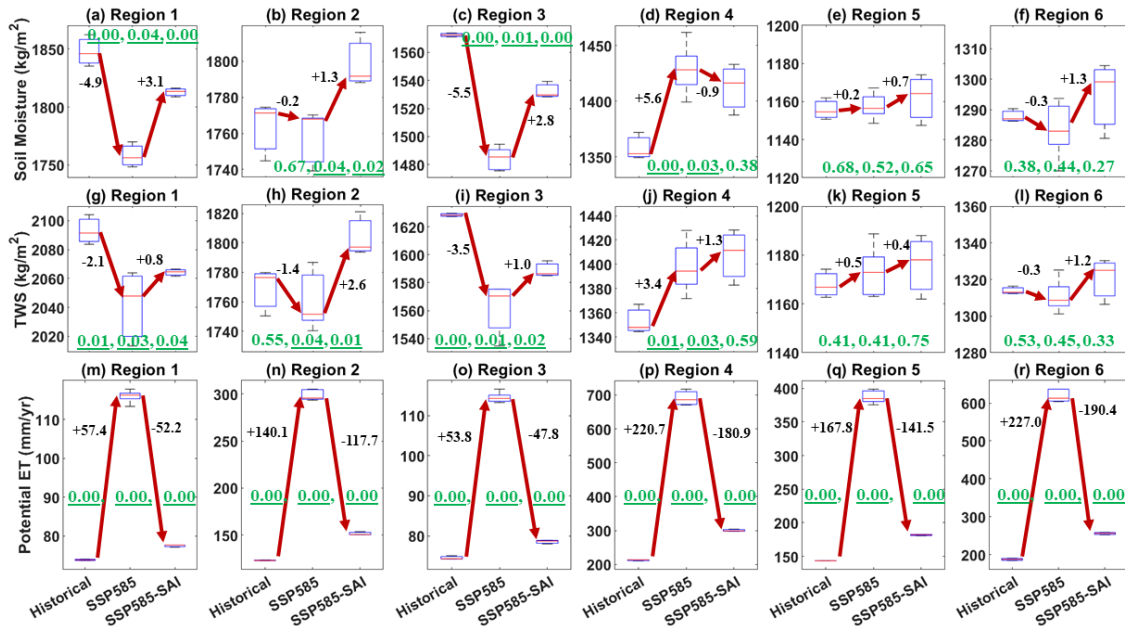 (a) Region 1
(b) Region 2
(c) Region 3
(d) Region 4
(e) Region 5
(f) Region 6
Soil Moisture (kg/m²)
1850
1800
1750
0.00, 0.04, 0.00
-4.9
+3.1
1800
1780
1760
1740
-0.2
+1.3
0.67, 0.04, 0.02
1560
1540
1520
1500
1480
0.00, 0.01, 0.00
-5.5
+2.8
1450
1400
1350
+5.6
-0.9
0.00, 0.03, 0.38
1200
1180
1160
1140
1120
+0.2
+0.7
0.68, 0.52, 0.65
1310
1300
1290
1280
1270
-0.3
+1.3
0.38, 0.44, 0.27
(g) Region 1
(h) Region 2
(i) Region 3
(j) Region 4
(k) Region 5
(l) Region 6
TWS (kg/m²)
2100
2080
2060
2040
2020
-2.1
+0.8
0.01, 0.03, 0.04
1820
1800
1780
1760
1740
-1.4
+2.6
0.55, 0.04, 0.01
1620
1600
1580
1560
1540
-3.5
+1.0
0.00, 0.01, 0.02
1440
1420
1400
1380
1360
1340
+3.4
+1.3
0.01, 0.03, 0.59
1200
1180
1160
1140
+0.5
+0.4
0.41, 0.41, 0.75
1360
1340
1320
1300
1280
-0.3
+1.2
0.53, 0.45, 0.33
(m) Region 1
(n) Region 2
(o) Region 3
(p) Region 4
(q) Region 5
(r) Region 6
Potential ET (mm/yr)
110
100
90
80
+57.4
-52.2
0.00, 0.00, 0.00
300
250
200
150
+140.1
-117.7
0.00, 0.00, 0.00
110
100
90
80
+53.8
-47.8
0.00, 0.00, 0.00
700
600
500
400
300
200
+220.7
-180.9
0.00, 0.00, 0.00
400
350
300
250
200
150
+167.8
-141.5
0.00, 0.00, 0.00
600
500
400
300
200
+227.0
-190.4
0.00, 0.00, 0.00
Historical
SSP585
SSP585-SAI
Historical
SSP585
SSP585-SAI
Historical
SSP585
SSP585-SAI
Historical
SSP585
SSP585-SAI
Historical
SSP585
SSP585-SAI
Historical
SSP585
SSP585-SAI